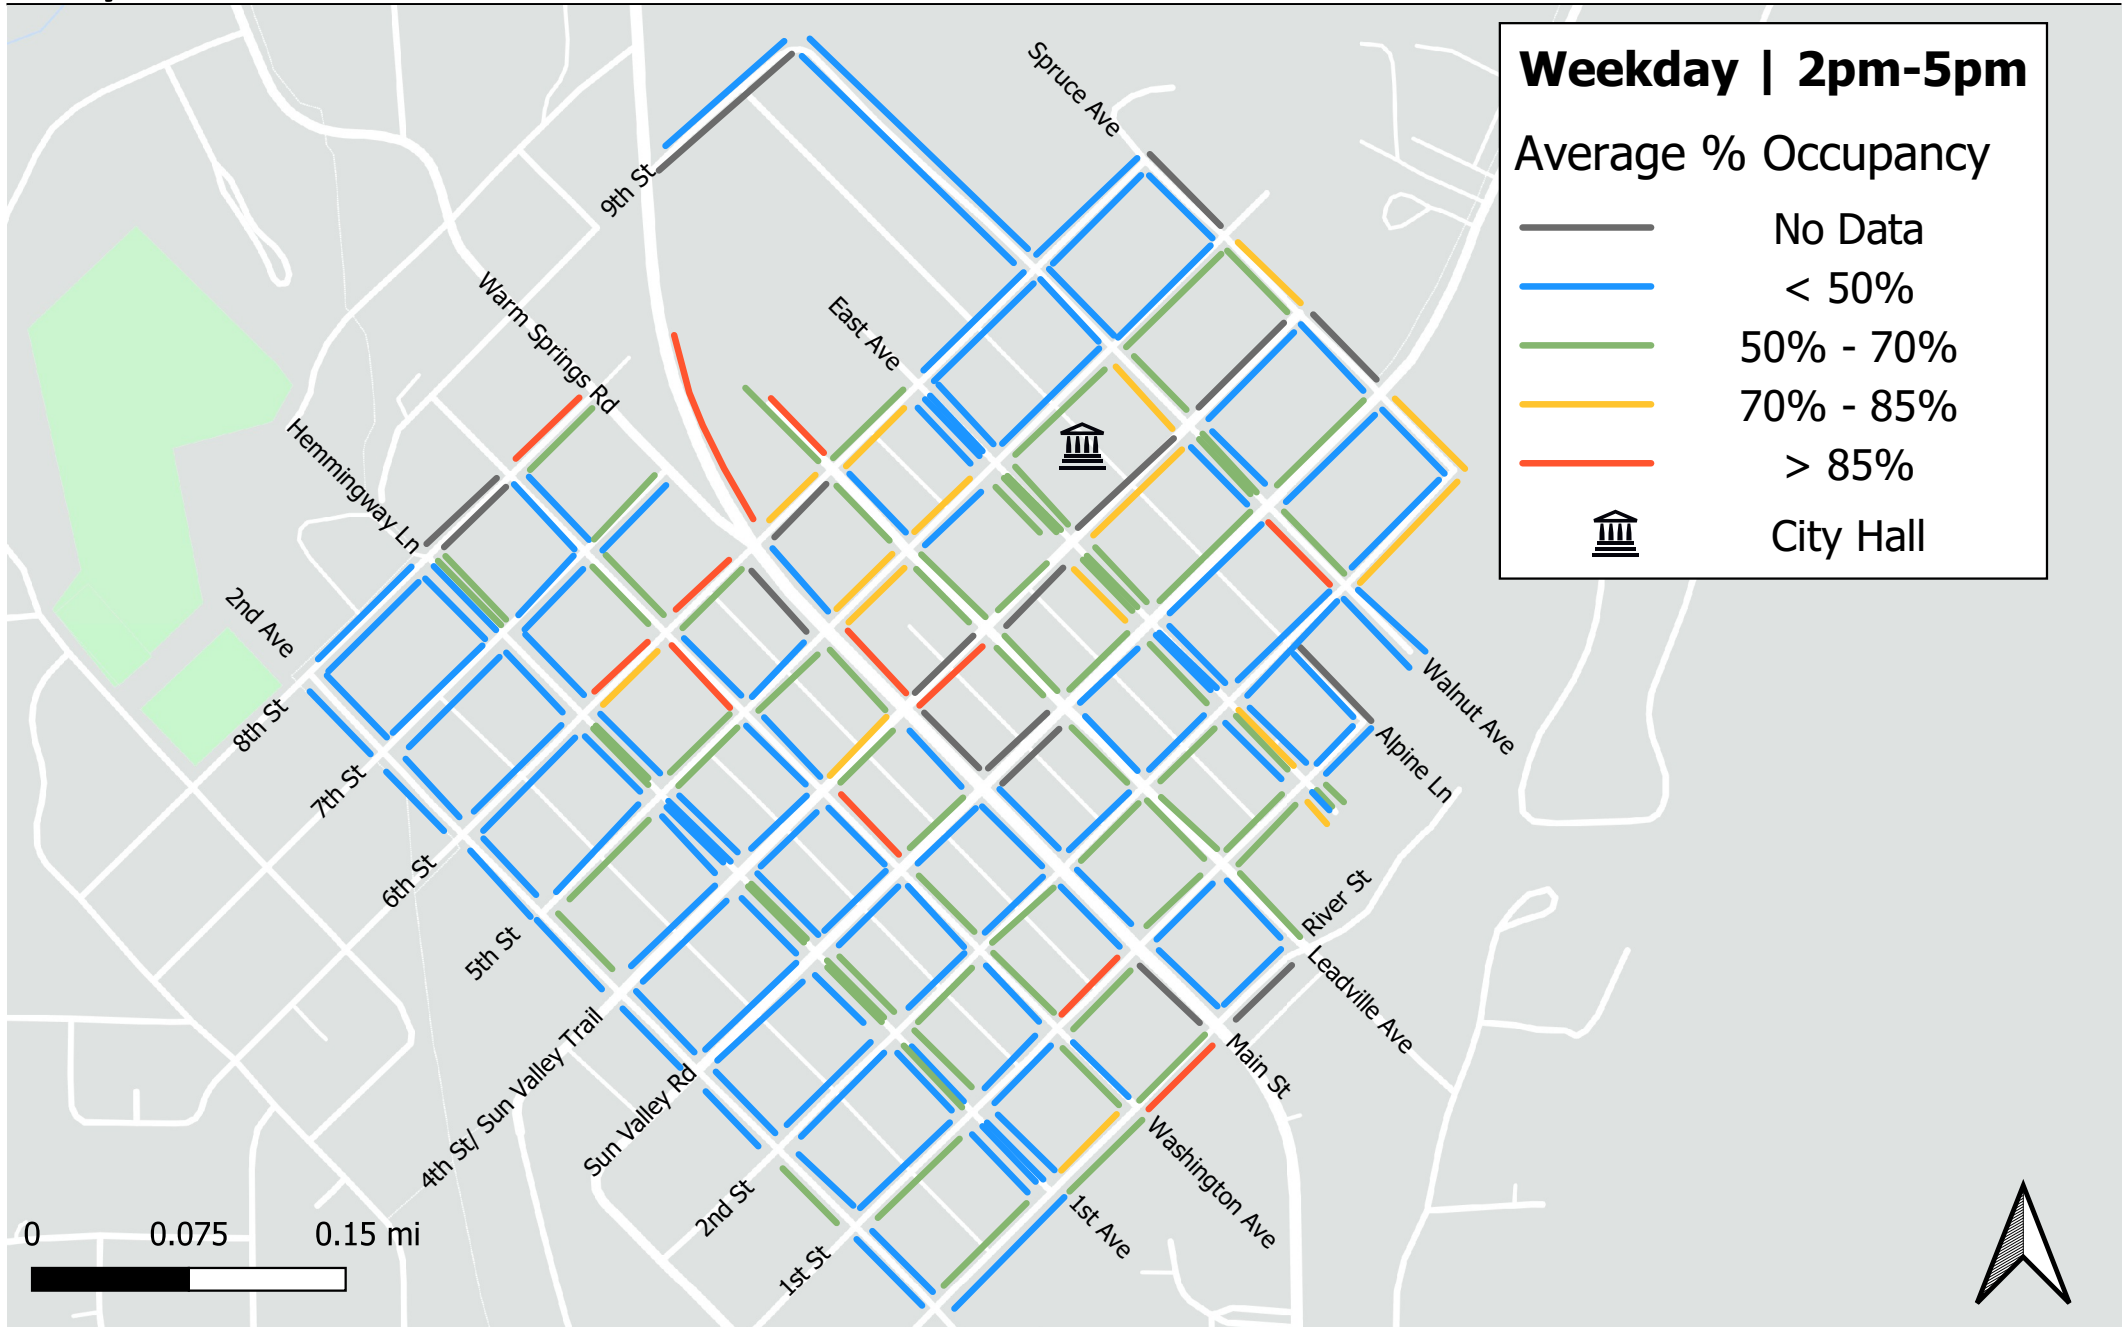 Weekday | 2pm-5pm
Average % Occupancy
No Data
< 50%
50% - 70%
70% - 85%
> 85%
City Hall
Spruce Ave
9th St
East Ave
Warm Springs Rd
Hemmingway Ln
2nd Ave
8th St
7th St
6th St
5th St
4th St/ Sun Valley Trail
Sun Valley Rd
2nd St
1st St
1st Ave
Washington Ave
Main St
Leadville Ave
River St
Alpine Ln
Walnut Ave
0 0.075 0.15 mi